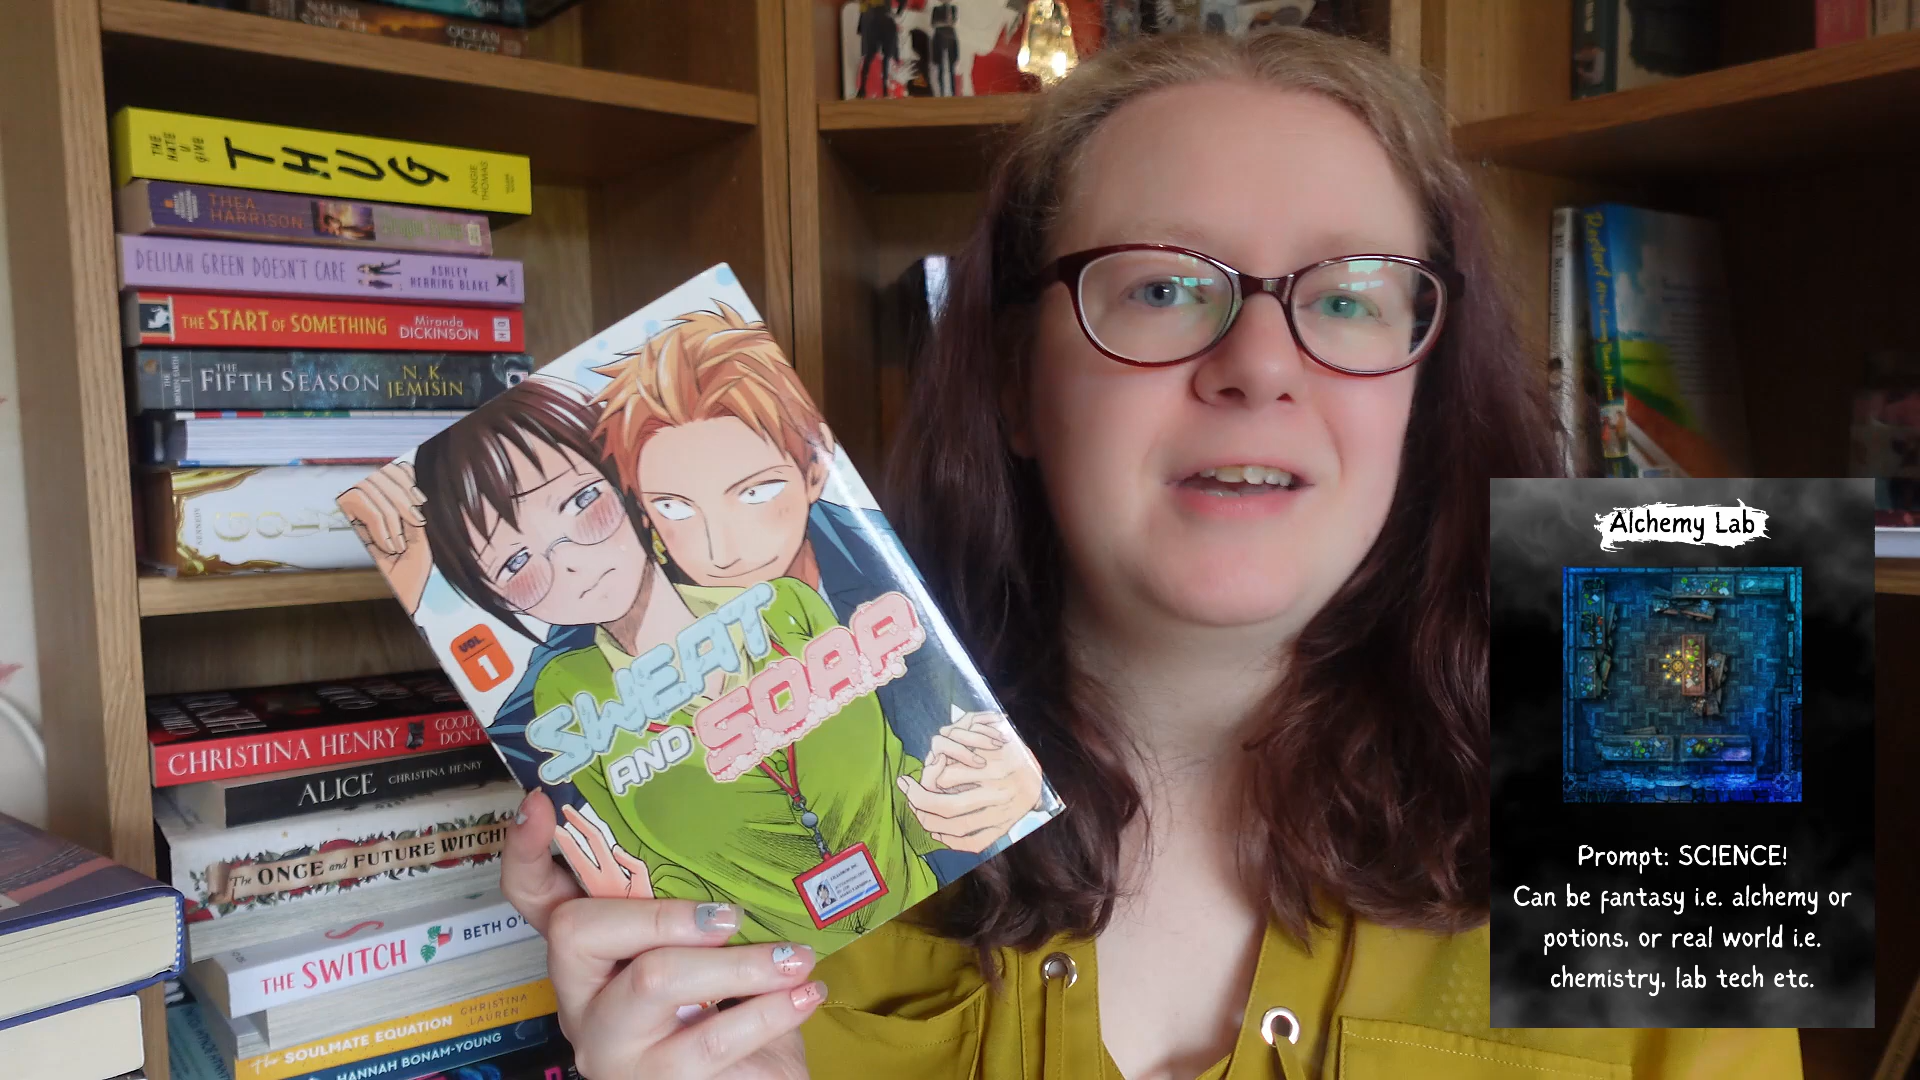 OCEAN
LIGHT
THE
HATE
U
GIVE
THUG
ANGIE
THOMAS
THEA
HARRISON
DELILAH GREEN DOESN'T CARE
ASHLEY
HERRING BLAKE
THE START OF SOMETHING
Miranda
DICKINSON
THE
FIFTH SEASON
N. K.
JEMISIN
CHRISTINA HENRY
GOOD
DON'T
ALICE
CHRISTINA HENRY
The ONCE and FUTURE WITCH
THE SWITCH
BETH O'L
The SOULMATE EQUATION
CHRISTINA
LAUREN
HANNAH BONAM-YOUNG
VOL.
1
SWEAT
AND SOAP
Alchemy Lab
Prompt: SCIENCE!
Can be fantasy i.e. alchemy or
potions, or real world i.e.
chemistry, lab tech etc.